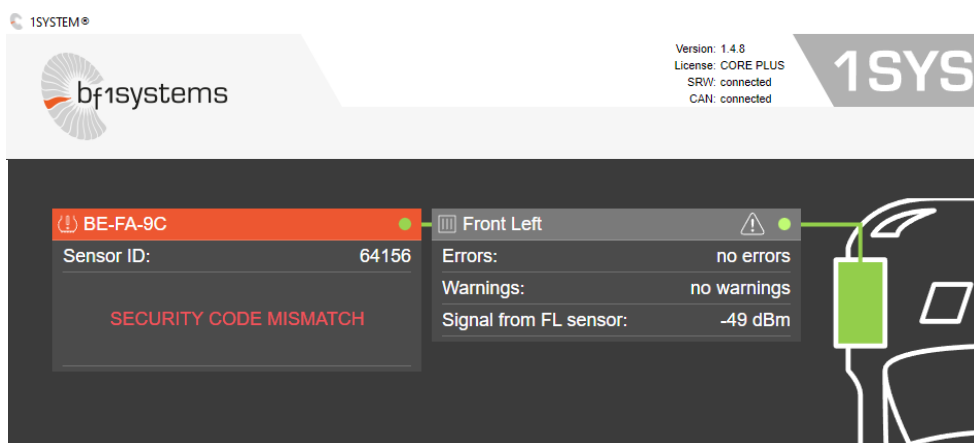 1SYSTEM®
bf1systems
Version: 1.4.8
License: CORE PLUS
SRW: connected
CAN: connected
1SYS
BE-FA-9C
Sensor ID: 64156
SECURITY CODE MISMATCH
Front Left
Errors: no errors
Warnings: no warnings
Signal from FL sensor: -49 dBm